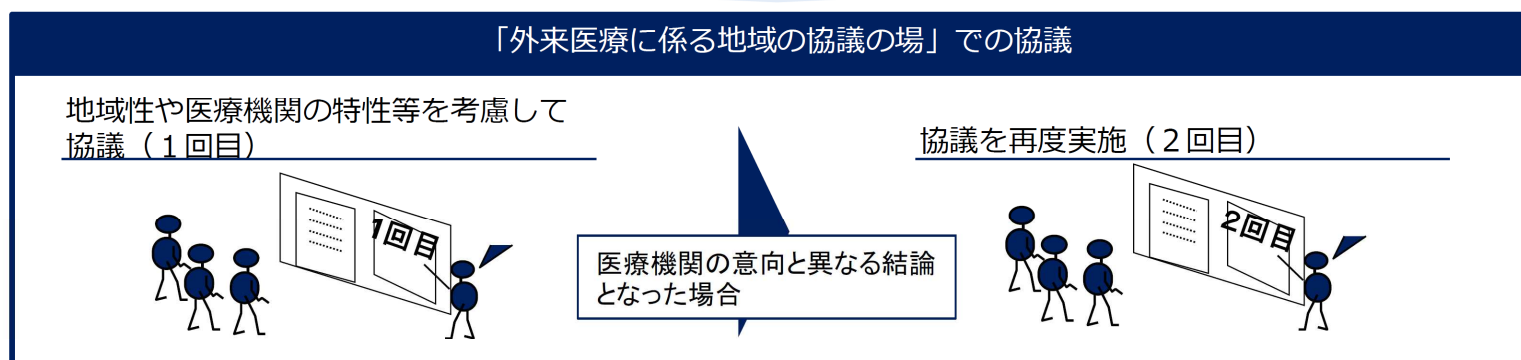 「外来医療に係る地域の協議の場」での協議
地域性や医療機関の特性等を考慮して
協議（１回目）
1回目
医療機関の意向と異なる結論
となった場合
協議を再度実施（２回目）
2回目